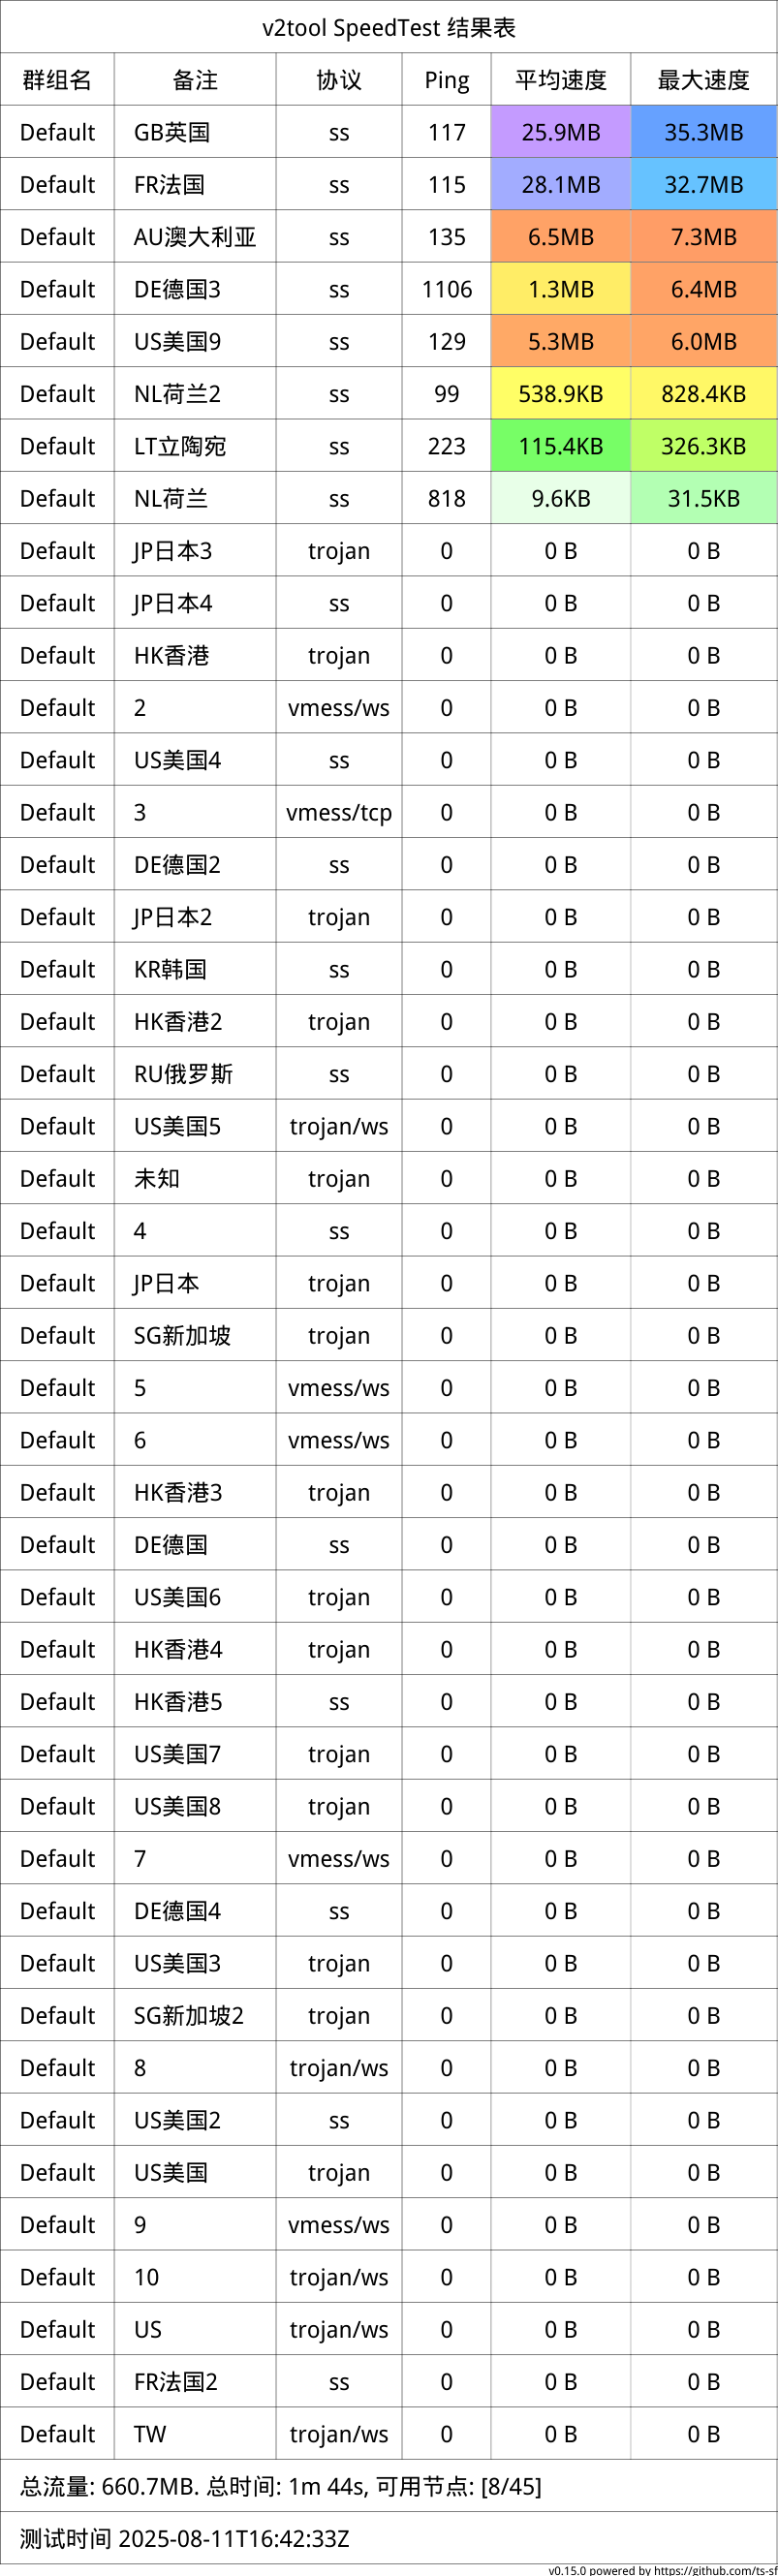 v2tool SpeedTest 结果表
群组名 备注 协议 Ping 平均速度 最大速度
Default GB英国 ss 117 25.9MB 35.3MB
Default FR法国 ss 115 28.1MB 32.7MB
Default AU澳大利亚 ss 135 6.5MB 7.3MB
Default DE德国3 ss 1106 1.3MB 6.4MB
Default US美国9 ss 129 5.3MB 6.0MB
Default NL荷兰2 ss 99 538.9KB 828.4KB
Default LT立陶宛 ss 223 115.4KB 326.3KB
Default NL荷兰 ss 818 9.6KB 31.5KB
Default JP日本3 trojan 0 0 B 0 B
Default JP日本4 ss 0 0 B 0 B
Default HK香港 trojan 0 0 B 0 B
Default 2 vmess/ws 0 0 B 0 B
Default US美国4 ss 0 0 B 0 B
Default 3 vmess/tcp 0 0 B 0 B
Default DE德国2 ss 0 0 B 0 B
Default JP日本2 trojan 0 0 B 0 B
Default KR韩国 ss 0 0 B 0 B
Default HK香港2 trojan 0 0 B 0 B
Default RU俄罗斯 ss 0 0 B 0 B
Default US美国5 trojan/ws 0 0 B 0 B
Default 未知 trojan 0 0 B 0 B
Default 4 ss 0 0 B 0 B
Default JP日本 trojan 0 0 B 0 B
Default SG新加坡 trojan 0 0 B 0 B
Default 5 vmess/ws 0 0 B 0 B
Default 6 vmess/ws 0 0 B 0 B
Default HK香港3 trojan 0 0 B 0 B
Default DE德国 ss 0 0 B 0 B
Default US美国6 trojan 0 0 B 0 B
Default HK香港4 trojan 0 0 B 0 B
Default HK香港5 ss 0 0 B 0 B
Default US美国7 trojan 0 0 B 0 B
Default US美国8 trojan 0 0 B 0 B
Default 7 vmess/ws 0 0 B 0 B
Default DE德国4 ss 0 0 B 0 B
Default US美国3 trojan 0 0 B 0 B
Default SG新加坡2 trojan 0 0 B 0 B
Default 8 trojan/ws 0 0 B 0 B
Default US美国2 ss 0 0 B 0 B
Default US美国 trojan 0 0 B 0 B
Default 9 vmess/ws 0 0 B 0 B
Default 10 trojan/ws 0 0 B 0 B
Default US trojan/ws 0 0 B 0 B
Default FR法国2 ss 0 0 B 0 B
Default TW trojan/ws 0 0 B 0 B
总流量: 660.7MB. 总时间: 1m 44s, 可用节点: [8/45]
测试时间 2025-08-11T16:42:33Z
v0.15.0 powered by https://github.com/ts-sf